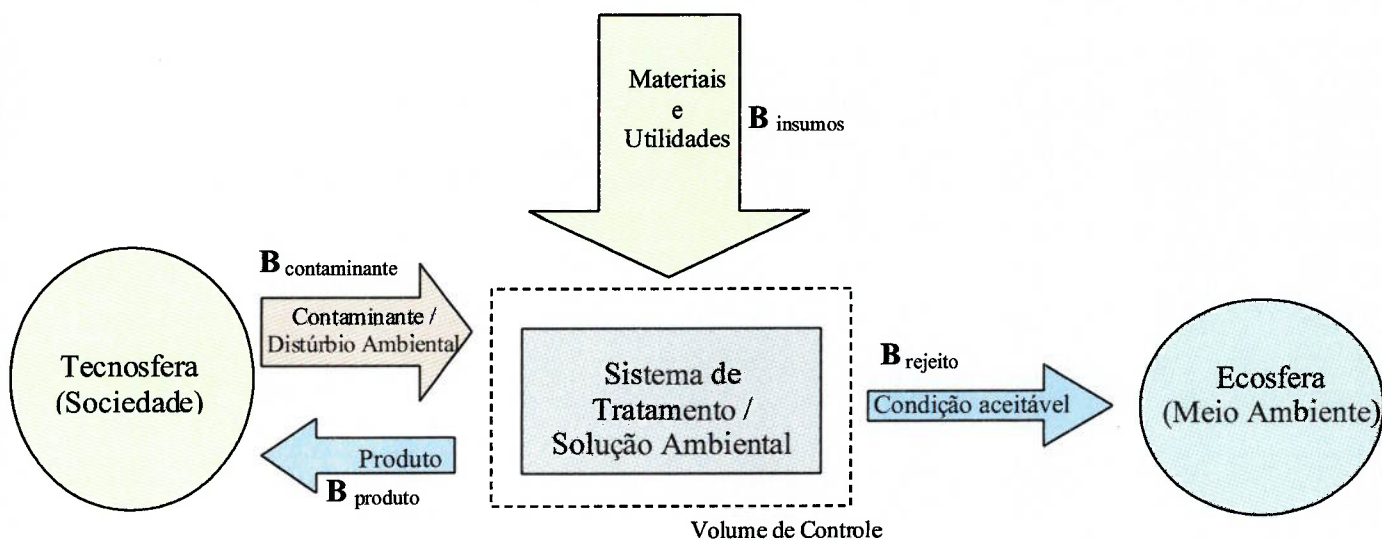 Materiais
e
Utilidades
B insumos
B contaminante
Contaminante /
Distúrbio Ambiental
Tecnosfera
(Sociedade)
Produto
B produto
Sistema de
Tratamento /
Solução Ambiental
B rejeito
Condição aceitável
Ecosfera
(Meio Ambiente)
Volume de Controle